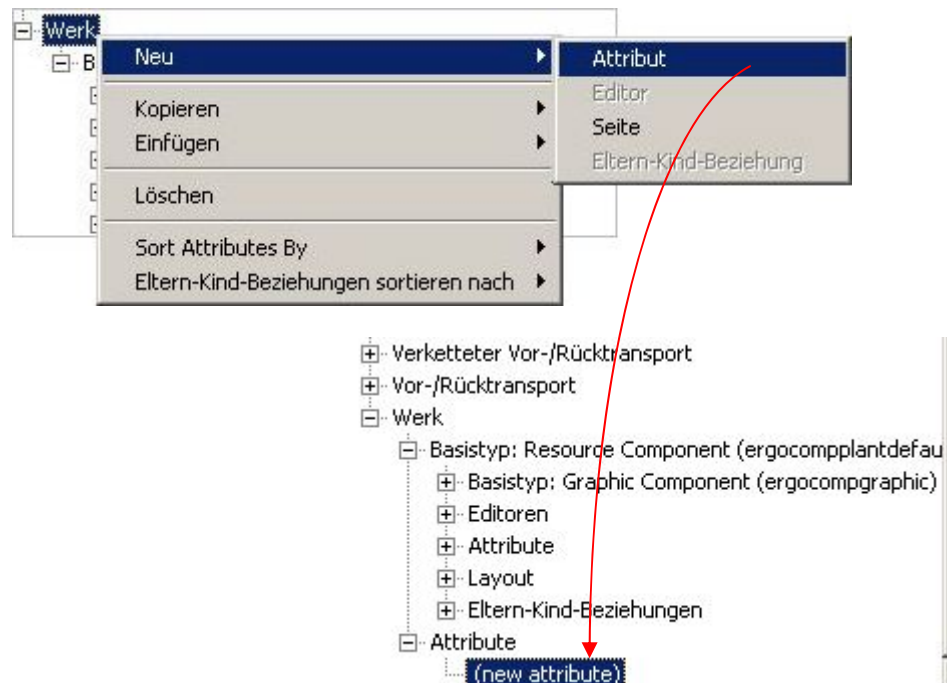 Werk
B
Neu
Kopieren
Einfügen
Löschen
Sort Attributes By
Eltern-Kind-Beziehungen sortieren nach
Attribut
Editor
Seite
Eltern-Kind-Beziehung
Verketteter Vor-/Rücktransport
Vor-/Rücktransport
Werk
Basistyp: Resource Component (ergocompplantdefau
Basistyp: Graphic Component (ergocompgraphic)
Editoren
Attribute
Layout
Eltern-Kind-Beziehungen
Attribute
(new attribute)